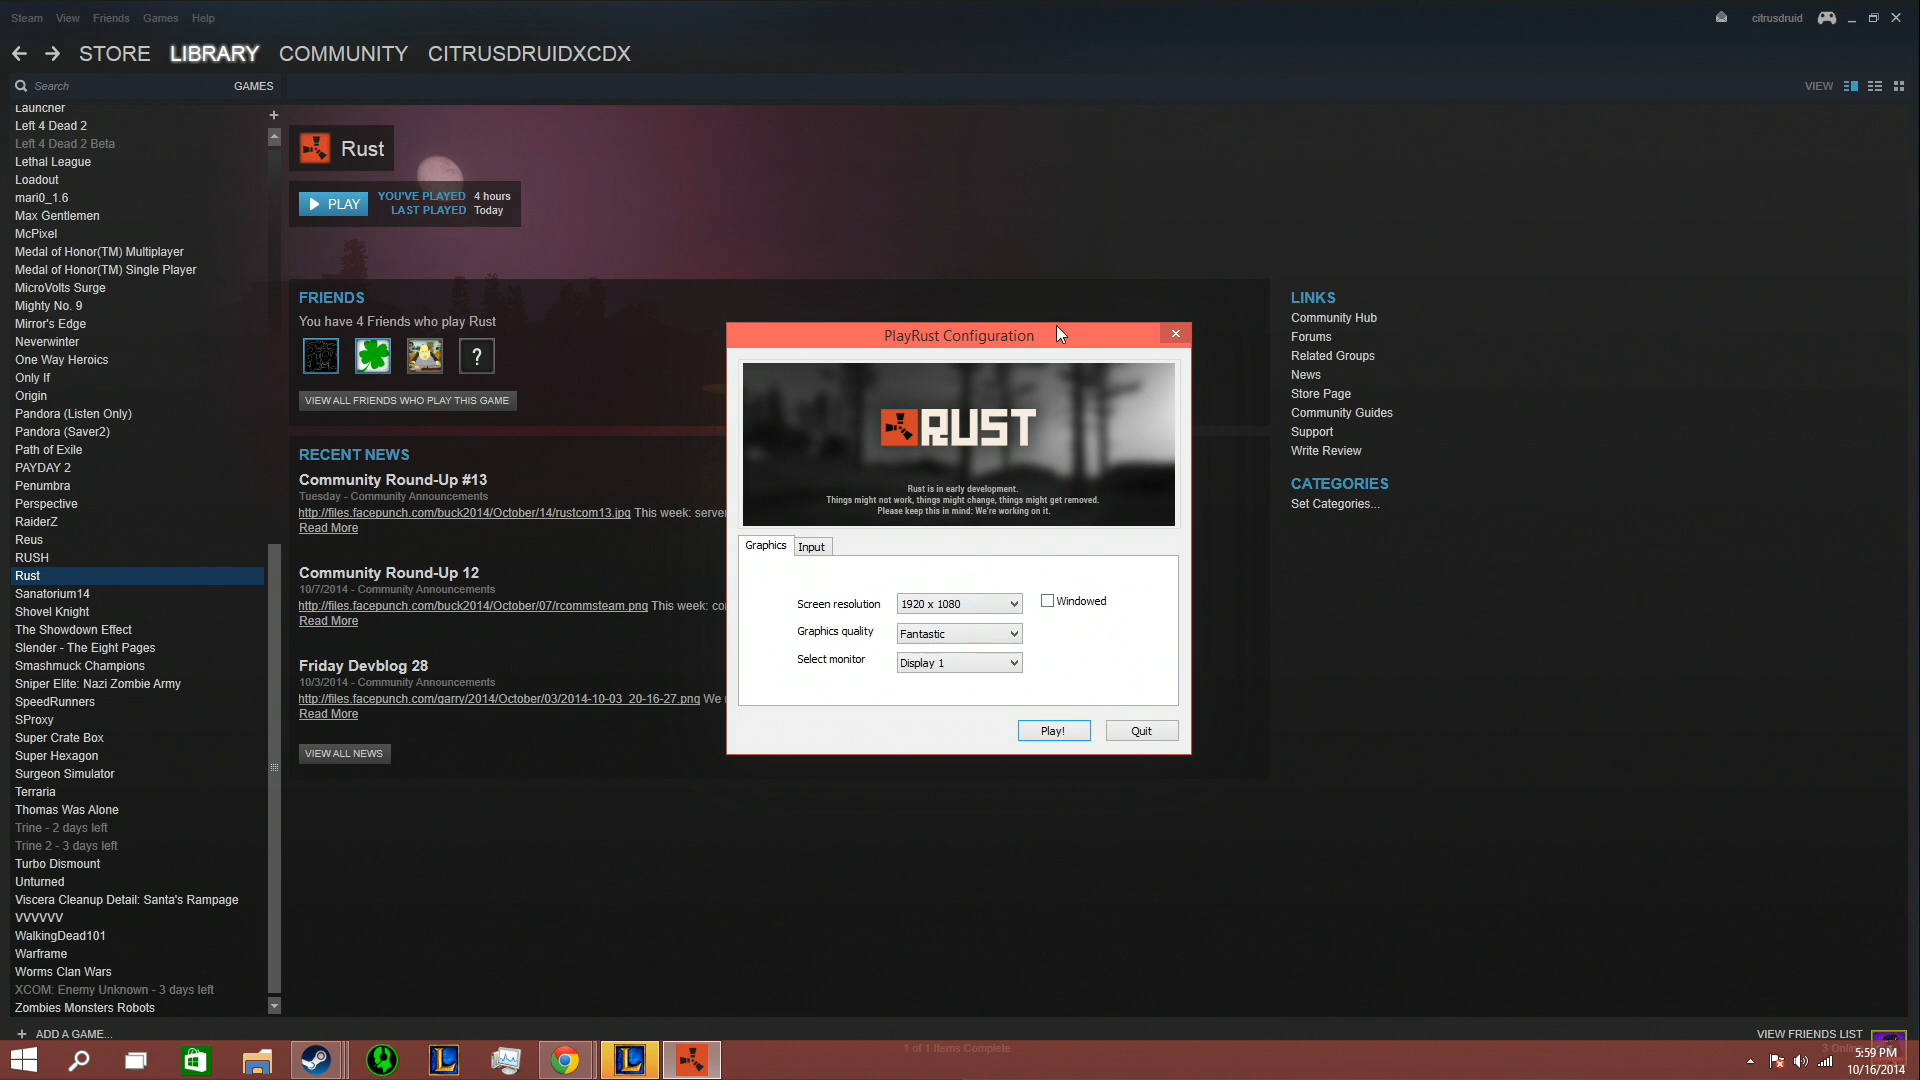 Steam View Friends Games Help
citrusdruid
STORE LIBRARY COMMUNITY CITRUSDRUIDXCDX
Search GAMES
VIEW
Launcher
Left 4 Dead 2
Left 4 Dead 2 Beta
Lethal League
Loadout
mari0_1.6
Max Gentlemen
McPixel
Medal of Honor(TM) Multiplayer
Medal of Honor(TM) Single Player
MicroVolts Surge
Mighty No. 9
Mirror's Edge
Neverwinter
One Way Heroics
Only If
Origin
Pandora (Listen Only)
Pandora (Saver2)
Path of Exile
PAYDAY 2
Penumbra
Perspective
RaiderZ
Reus
RUSH
Rust
Sanatorium14
Shovel Knight
The Showdown Effect
Slender - The Eight Pages
Smashmuck Champions
Sniper Elite: Nazi Zombie Army
SpeedRunners
SProxy
Super Crate Box
Super Hexagon
Surgeon Simulator
Terraria
Thomas Was Alone
Trine - 2 days left
Trine 2 - 3 days left
Turbo Dismount
Unturned
Viscera Cleanup Detail: Santa's Rampage
VVVVVV
WalkingDead101
Warframe
Worms Clan Wars
XCOM: Enemy Unknown - 3 days left
Zombies Monsters Robots
+ ADD A GAME...
Rust
PLAY
YOU'VE PLAYED 4 hours
LAST PLAYED Today
FRIENDS
You have 4 Friends who play Rust
?
VIEW ALL FRIENDS WHO PLAY THIS GAME
RECENT NEWS
Community Round-Up #13
Tuesday - Community Announcements
http://files.facepunch.com/buck2014/October/14/rustcom13.jpg This week: server
Read More
Community Round-Up 12
10/7/2014 - Community Announcements
http://files.facepunch.com/buck2014/October/07/rcommsteam.png This week: co
Read More
Friday Devblog 28
10/3/2014 - Community Announcements
http://files.facepunch.com/garry/2014/October/03/2014-10-03_20-16-27.png We
Read More
VIEW ALL NEWS
PlayRust Configuration
RUST
Rust is in early development.
Things might not work, things might change, things might get removed.
Please keep this in mind: We're working on it.
Graphics Input
Screen resolution 1920 x 1080 Windowed
Graphics quality Fantastic
Select monitor Display 1
Play! Quit
LINKS
Community Hub
Forums
Related Groups
News
Store Page
Community Guides
Support
Write Review
CATEGORIES
Set Categories...
VIEW FRIENDS LIST
1 of 1 Items Complete
3 Onli
5:59 PM
10/16/2014